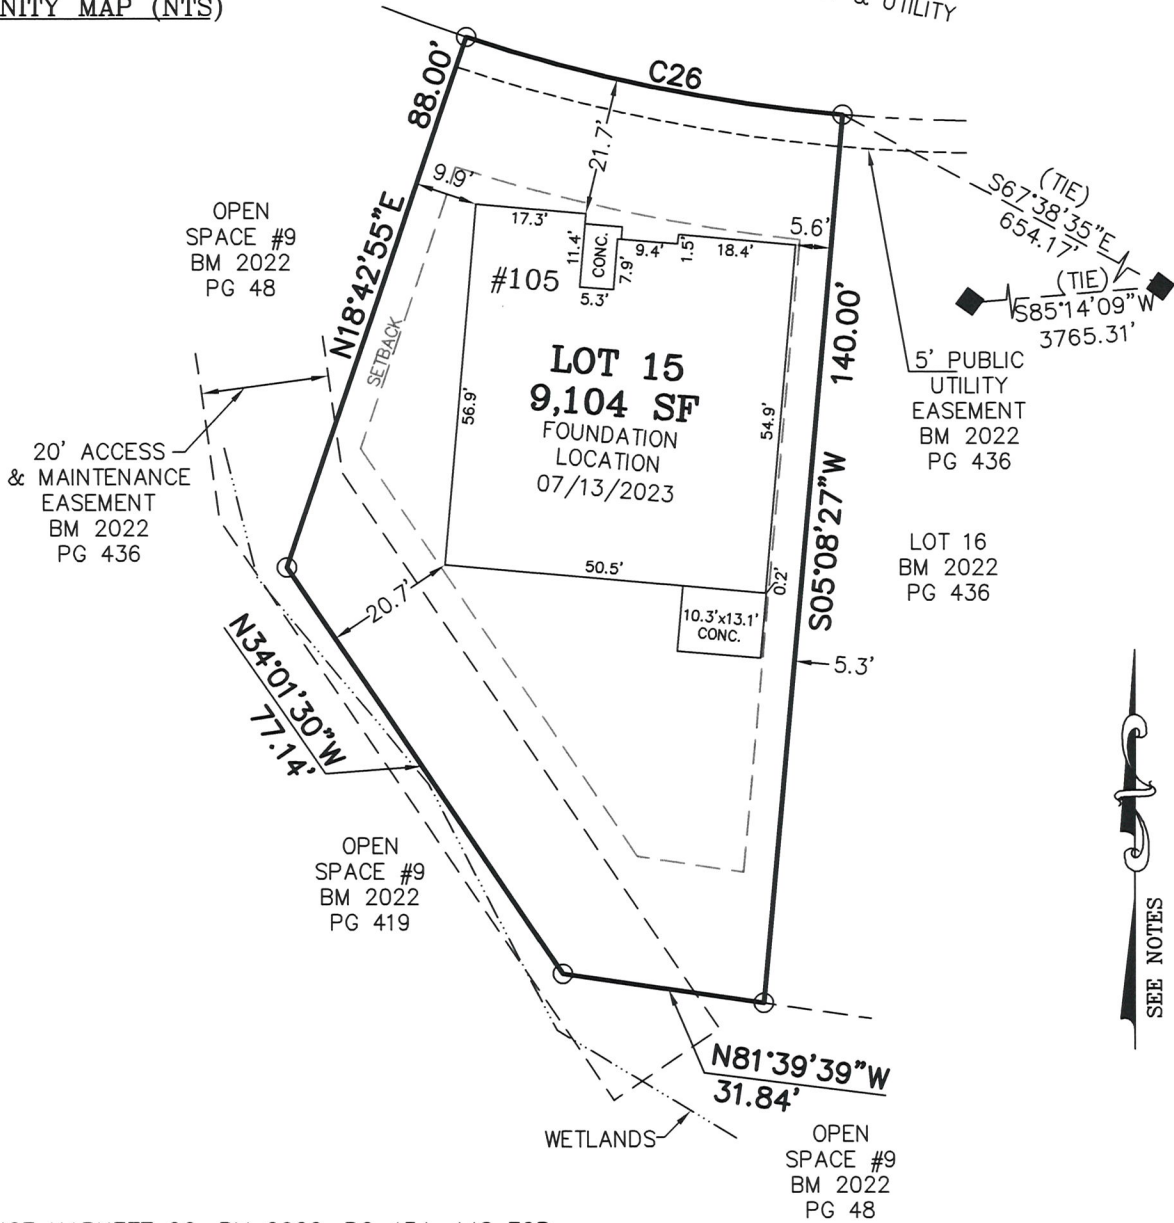 NITY MAP (NTS)
& UTILITY
88.00'
C26
21.7'
9.9'
17.3'
11.4'
CONC.
7.9'
5.3'
9.4'
1.5'
18.4'
5.6'
(TIE)
S67°38'35"E
654.17'
(TIE)
S85°14'09"W
3765.31'
OPEN
SPACE #9
BM 2022
PG 48
N18°42'55"E
#105
SETBACK
LOT 15
9,104 SF
FOUNDATION
LOCATION
07/13/2023
56.9'
54.9'
140.00'
S05°08'27"W
5' PUBLIC
UTILITY
EASEMENT
BM 2022
PG 436
20' ACCESS
& MAINTENANCE
EASEMENT
BM 2022
PG 436
LOT 16
BM 2022
PG 436
50.5'
0.2'
20.7'
10.3'x13.1'
CONC.
5.3'
N34°01'30"W
77.14'
OPEN
SPACE #9
BM 2022
PG 419
SEE NOTES
N81°39'39"W
31.84'
WETLANDS
OPEN
SPACE #9
BM 2022
PG 48